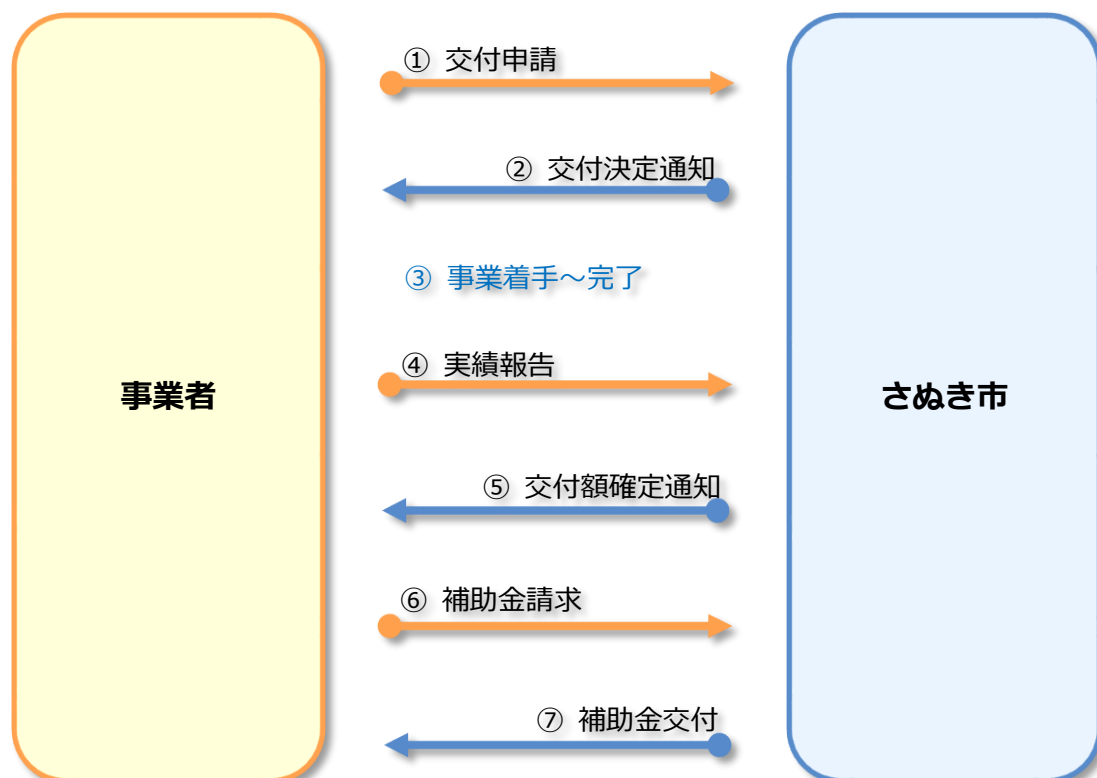 ① 交付申請
② 交付決定通知
③ 事業着手～完了
④ 実績報告
事業者
さぬき市
⑤ 交付額確定通知
⑥ 補助金請求
⑦ 補助金交付